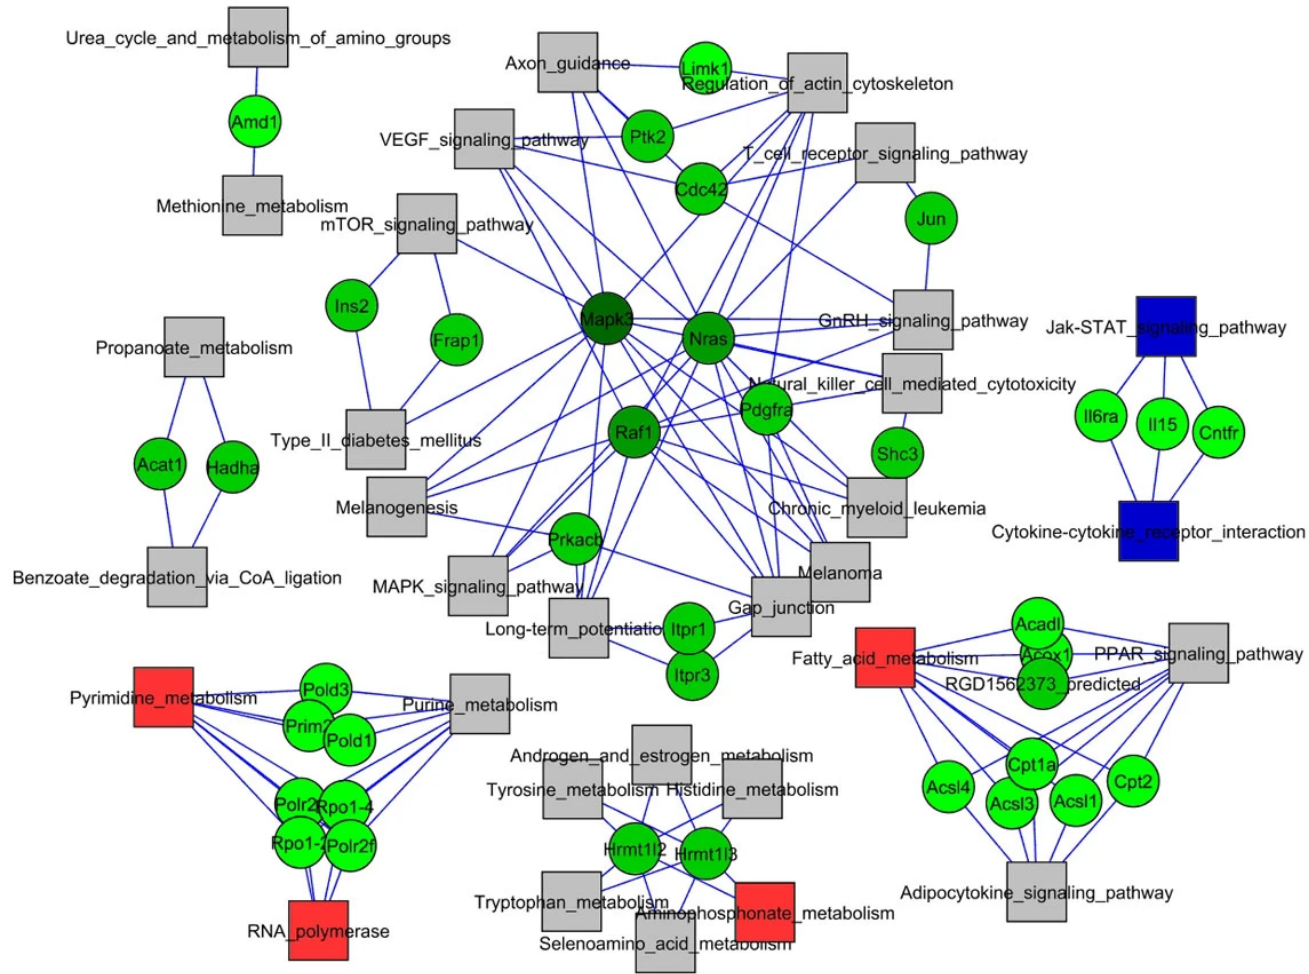 Urea_cycle_and_metabolism_of_amino_groups
Axon_guidance
Limk1
Regulation_of_actin_cytoskeleton
Amd1
Ptk2
VEGF_signaling_pathway
T_cell_receptor_signaling_pathway
Cdc42
Methionine_metabolism
mTOR_signaling_pathway
Jun
Ins2
Mapk3
GnRH_signaling_pathway
Jak-STAT_signaling_pathway
Frap1
Nras
Propanoate_metabolism
Natural_killer_cell_mediated_cytotoxicity
Pdgfra
Il6ra
Il15
Cntfr
Type_II_diabetes_mellitus
Raf1
Shc3
Acat1
Hadha
Melanogenesis
Chronic_myeloid_leukemia
Cytokine-cytokine_receptor_interaction
Prkacb
Benzoate_degradation_via_CoA_ligation
MAPK_signaling_pathway
Melanoma
Gap_junction
Long-term_potentiatio
Itpr1
Acadl
Fatty_acid_metabolism
Acox1
PPAR_signaling_pathway
Itpr3
RGD1562373_predicted
Pyrimidine_metabolism
Pold3
Purine_metabolism
Prim2
Pold1
Androgen_and_estrogen_metabolism
Cpt1a
Cpt2
Tyrosine_metabolism
Histidine_metabolism
Acsl4
Acsl3
Acsl1
Polr2
Rpo1-4
Rpo1-2
Polr2f
Hrmt1l2
Hrmt1l3
Adipocytokine_signaling_pathway
Tryptophan_metabolism
Aminophosphonate_metabolism
RNA_polymerase
Selenoamino_acid_metabolism